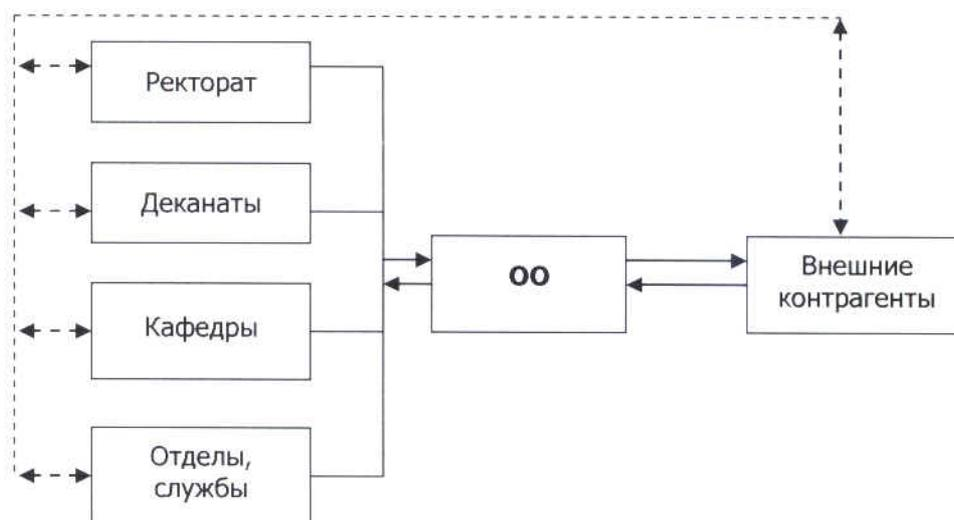 Ректорат
Деканаты
Кафедры
Отделы,
службы
ОО
Внешние
контрагенты